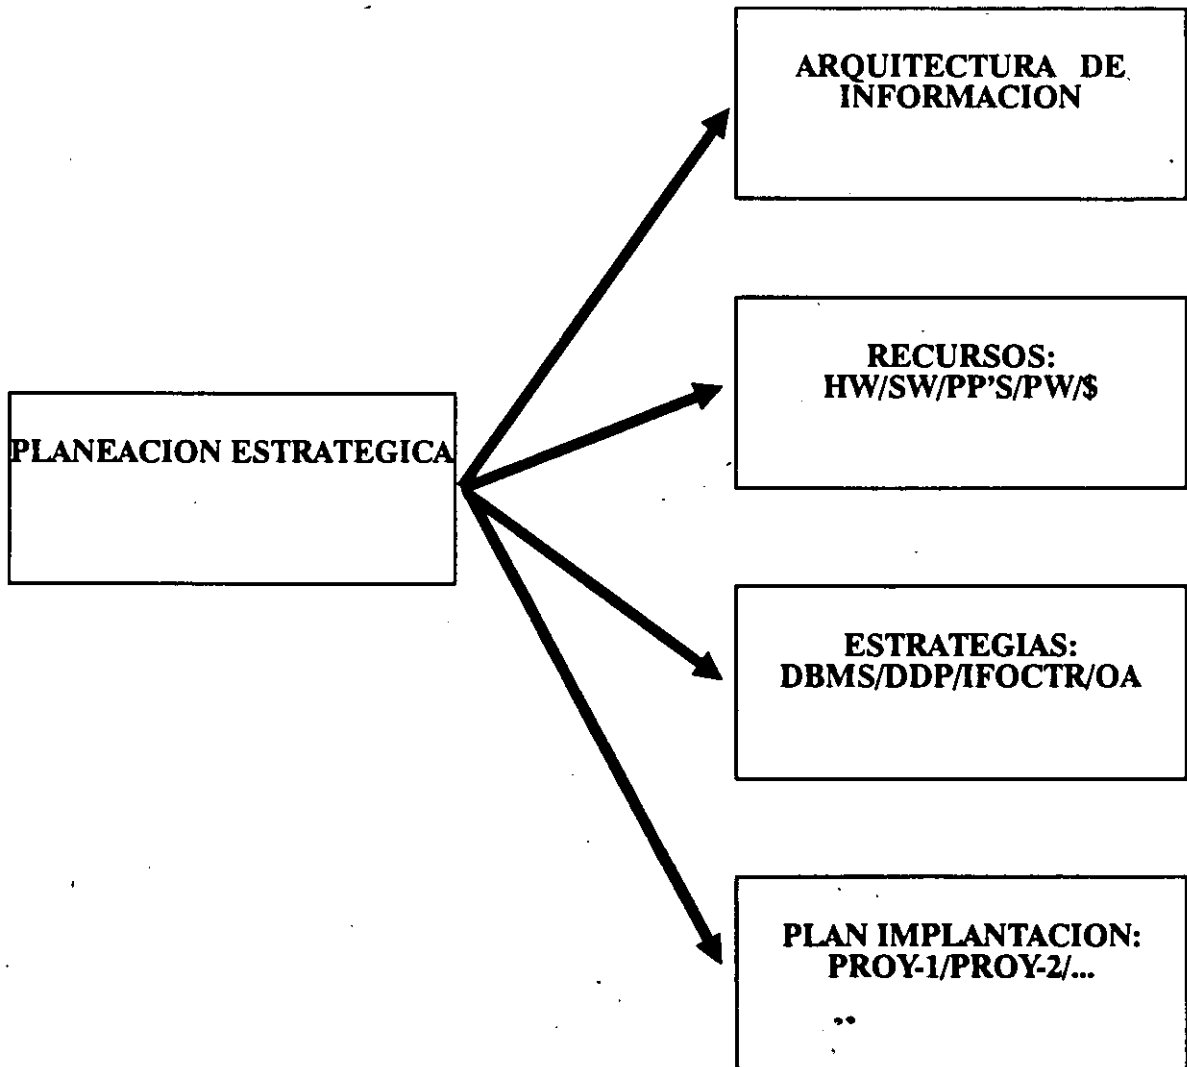 ARQUITECTURA DE
INFORMACION
RECURSOS:
HW/SW/PP'S/PW/$
PLANEACION ESTRATEGICA
ESTRATEGIAS:
DBMS/DDP/IFOCTR/OA
PLAN IMPLANTACION:
PROY-1/PROY-2/...